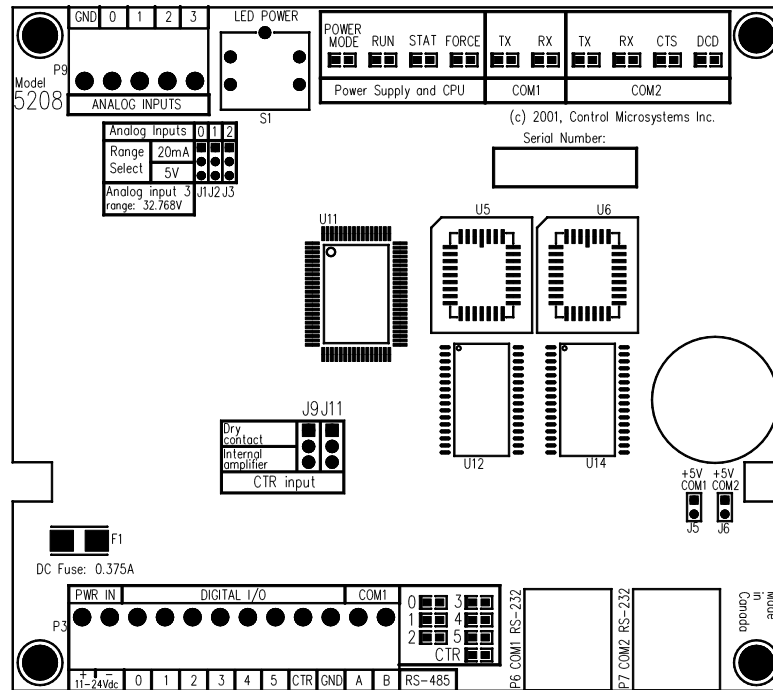 GND 0 1 2 3
P9
ANALOG INPUTS
Model
5208
LED POWER
S1
POWER
MODE RUN STAT FORCE TX RX TX RX CTS DCD
Power Supply and CPU COM1 COM2
(c) 2001, Control Microsystems Inc.
Serial Number:
Analog Inputs 0 1 2
Range
Select
20mA
5V
J1 J2 J3
Analog input 3
range: 32.768V
U11
U5
U6
U12
U14
J9 J11
Dry
contact
Internal
amplifier
CTR input
+5V
COM1
J5
+5V
COM2
J6
F1
DC Fuse: 0.375A
PWR IN DIGITAL I/O COM1
P3
+ -
11-24Vdc 0 1 2 3 4 5 CTR GND A B RS-485
0 3
1 4
2 5
CTR
P6 COM1 RS-232
P7 COM2 RS-232
Made
in
Canada